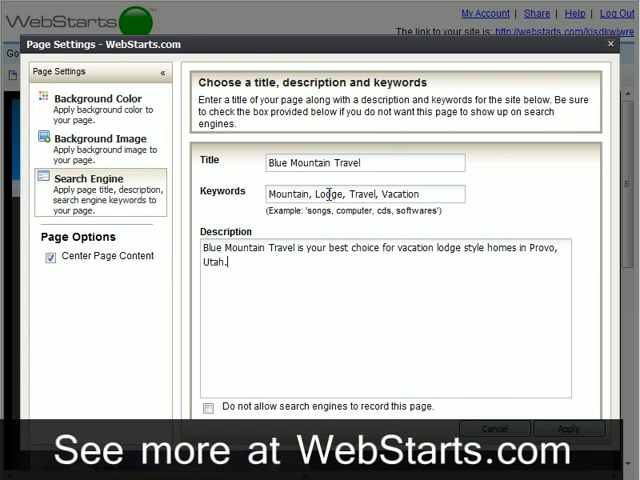 WebStarts
My Account | Share | Help | Log Out
The link to your site is: http://webstarts.com/kisdkwiwre
Page Settings - WebStarts.com
Go
Page Settings «
Background Color
Apply background color to
your page.
Background Image
Apply background image to
your page.
Search Engine
Apply page title, description,
search engine keywords to
your page.
Page Options
Center Page Content
Choose a title, description and keywords
Enter a title of your page along with a description and keywords for the site below. Be sure
to check the box provided below if you do not want this page to show up on search
engines.
Title
Blue Mountain Travel
Keywords
Mountain, Lodge, Travel, Vacation
(Example: 'songs, computer, cds, softwares')
Description
Blue Mountain Travel is your best choice for vacation lodge style homes in Provo,
Utah.
Do not allow search engines to record this page.
Cancel
Apply
See more at WebStarts.com